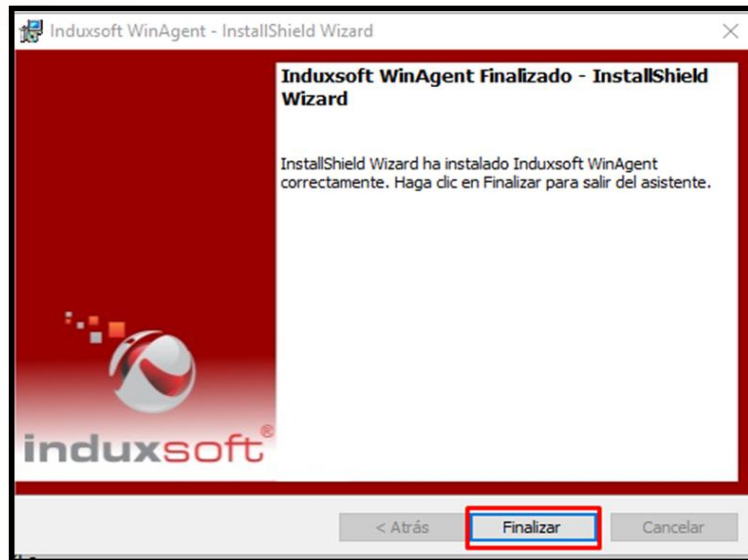 Induxsoft WinAgent - InstallShield Wizard
Induxsoft WinAgent Finalizado - InstallShield
Wizard
InstallShield Wizard ha instalado Induxsoft WinAgent
correctamente. Haga clic en Finalizar para salir del asistente.
induxsoft®
< Atrás
Finalizar
Cancelar